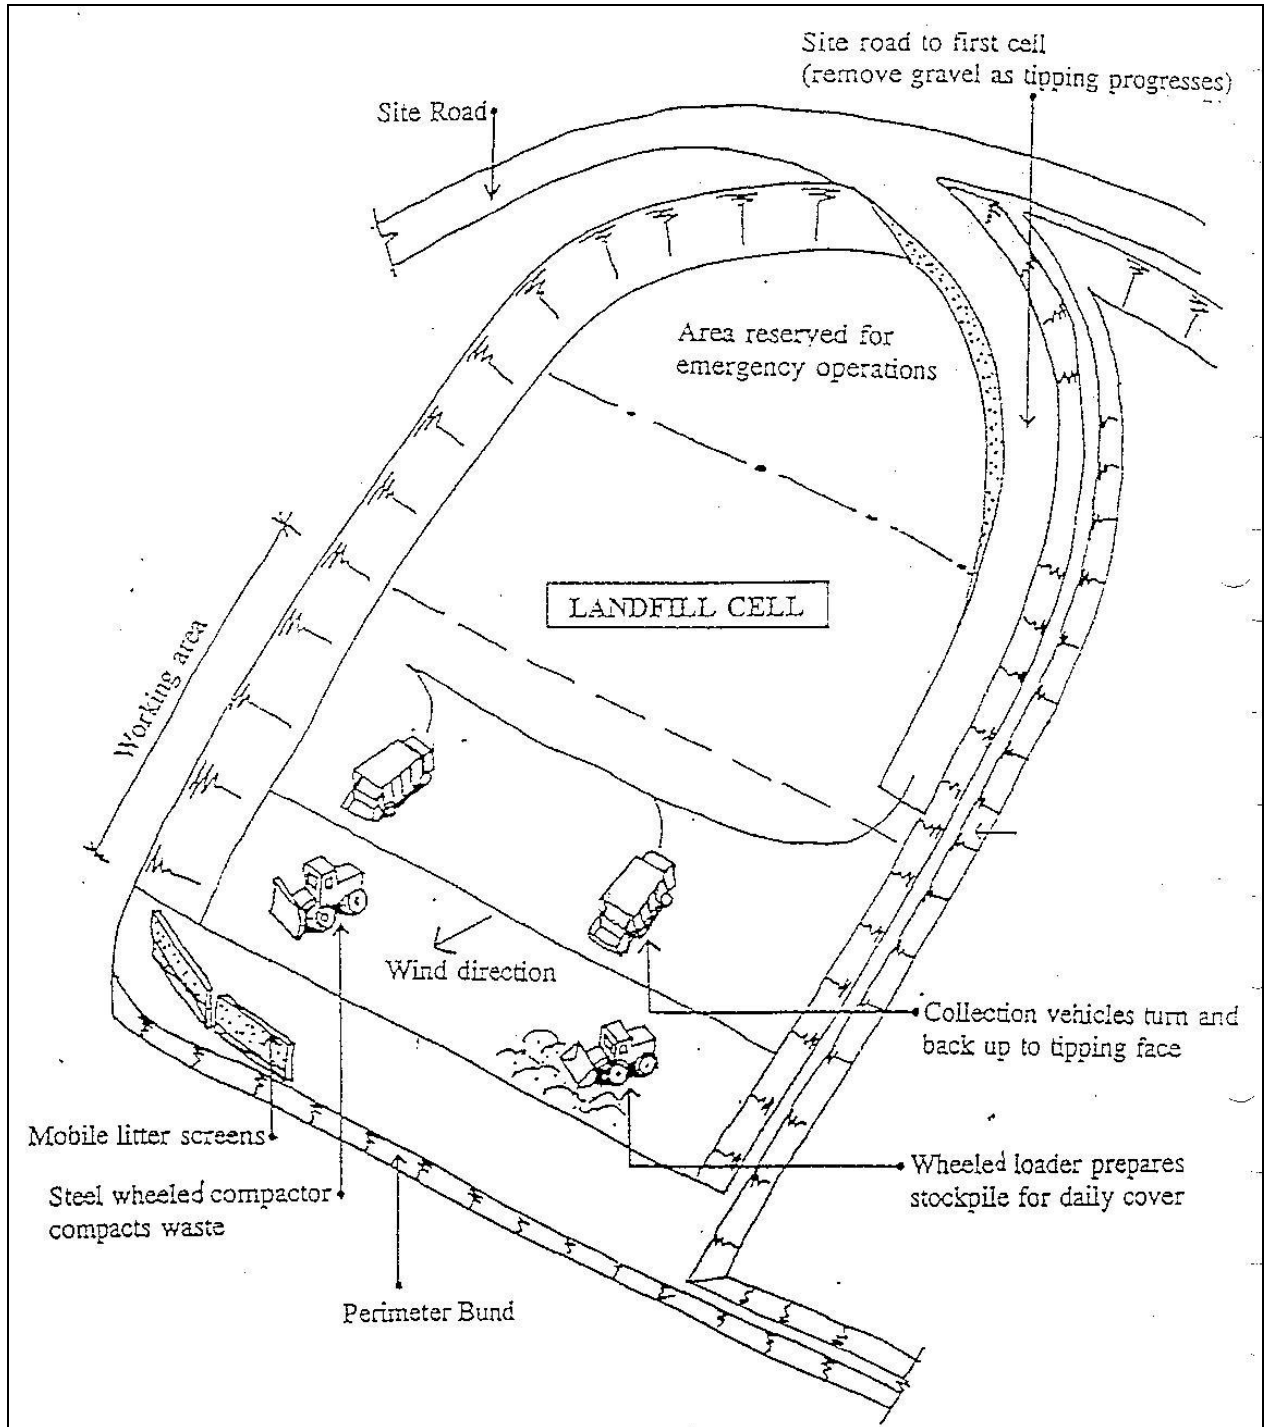 Site road to first cell
(remove gravel as tipping progresses)
Site Road
Area reserved for
emergency operations
LANDFILL CELL
Working area
Wind direction
Collection vehicles turn and
back up to tipping face
Mobile litter screens
Wheeled loader prepares
stockpile for daily cover
Steel wheeled compactor
compacts waste
Perimeter Bund